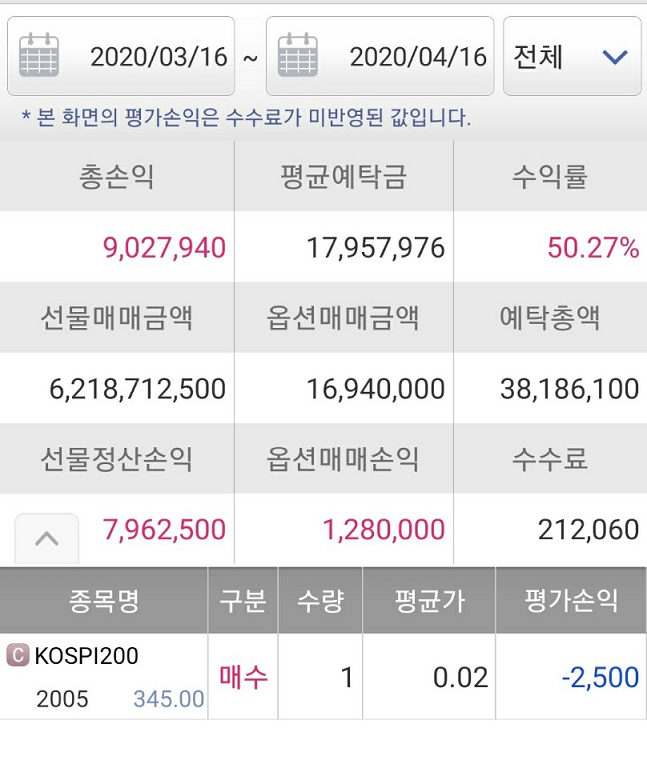 2020/03/16 ~ 2020/04/16 전체
* 본 화면의 평가손익은 수수료가 미반영된 값입니다.
총손익 평균예탁금 수익률
9,027,940 17,957,976 50.27%
선물매매금액 옵션매매금액 예탁총액
6,218,712,500 16,940,000 38,186,100
선물정산손익 옵션매매손익 수수료
7,962,500 1,280,000 212,060
종목명 구분 수량 평균가 평가손익
C KOSPI200
매수 1 0.02 -2,500
2005 345.00